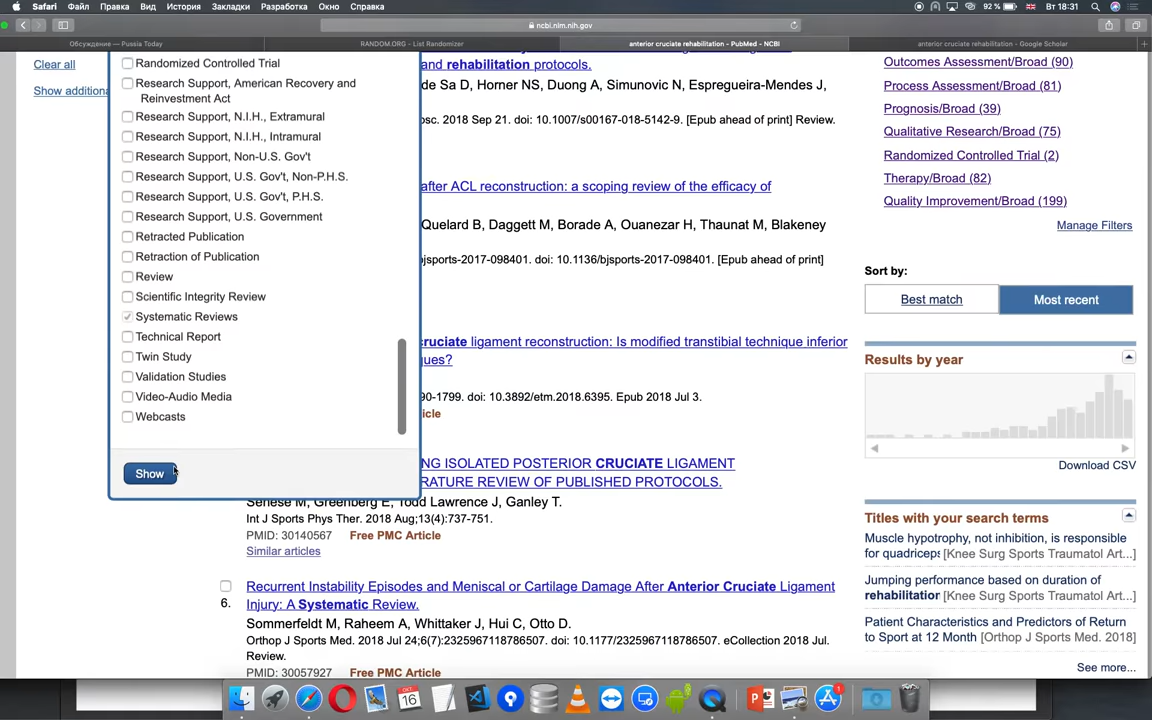 Safari Файл Правка Вид История Закладки Разработка Окно Справка
92 % Вт 18:31
ncbi.nlm.nih.gov
Обсуждение — Russia Today
RANDOM.ORG - List Randomizer
anterior cruciate rehabilitation - PubMed - NCBI
anterior cruciate rehabilitation - Google Scholar
Clear all
Show additiona
Randomized Controlled Trial
Research Support, American Recovery and
Reinvestment Act
Research Support, N.I.H., Extramural
Research Support, N.I.H., Intramural
Research Support, Non-U.S. Gov't
Research Support, U.S. Gov't, Non-P.H.S.
Research Support, U.S. Gov't, P.H.S.
Research Support, U.S. Government
Retracted Publication
Retraction of Publication
Review
Scientific Integrity Review
Systematic Reviews
Technical Report
Twin Study
Validation Studies
Video-Audio Media
Webcasts
Show
and rehabilitation protocols.
de Sa D, Horner NS, Duong A, Simunovic N, Espregueira-Mendes J,
osc. 2018 Sep 21. doi: 10.1007/s00167-018-5142-9. [Epub ahead of print] Review.
after ACL reconstruction: a scoping review of the efficacy of
Quelard B, Daggett M, Borade A, Ouanezar H, Thaunat M, Blakeney
bjsports-2017-098401. doi: 10.1136/bjsports-2017-098401. [Epub ahead of print]
cruciate ligament reconstruction: Is modified transtibial technique inferior
ques?
90-1799. doi: 10.3892/etm.2018.6395. Epub 2018 Jul 3.
icle
NG ISOLATED POSTERIOR CRUCIATE LIGAMENT
RATURE REVIEW OF PUBLISHED PROTOCOLS.
Senese M, Greenberg E, Todd Lawrence J, Ganley T.
Int J Sports Phys Ther. 2018 Aug;13(4):737-751.
PMID: 30140567 Free PMC Article
Similar articles
Recurrent Instability Episodes and Meniscal or Cartilage Damage After Anterior Cruciate Ligament
6. Injury: A Systematic Review.
Sommerfeldt M, Raheem A, Whittaker J, Hui C, Otto D.
Orthop J Sports Med. 2018 Jul 24;6(7):2325967118786507. doi: 10.1177/2325967118786507. eCollection 2018 Jul.
Review.
PMID: 30057927 Free PMC Article
Outcomes Assessment/Broad (90)
Process Assessment/Broad (81)
Prognosis/Broad (39)
Qualitative Research/Broad (75)
Randomized Controlled Trial (2)
Therapy/Broad (82)
Quality Improvement/Broad (199)
Manage Filters
Sort by:
Best match Most recent
Results by year
Download CSV
Titles with your search terms
Muscle hypotrophy, not inhibition, is responsible
for quadriceps [Knee Surg Sports Traumatol Art...]
Jumping performance based on duration of
rehabilitation [Knee Surg Sports Traumatol Art...]
Patient Characteristics and Predictors of Return
to Sport at 12 Month [Orthop J Sports Med. 2018]
See more...
ОКТ
16
1